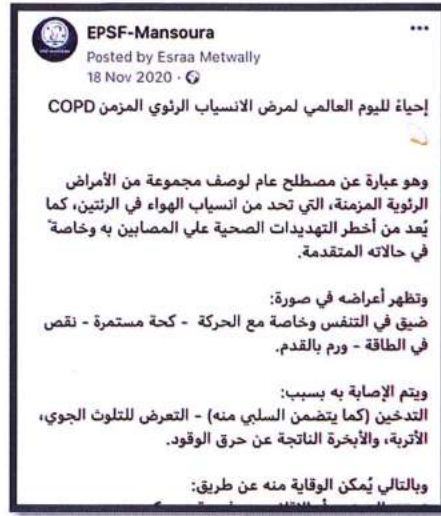 EPSF-Mansoura
Posted by Esraa Metwally
18 Nov 2020 ·
إحياءً لليوم العالمي لمرض الانسياب الرئوي المزمن COPD
وهو عبارة عن مصطلح عام لوصف مجموعة من الأمراض
الرئوية المزمنة، التي تحد من انسياب الهواء في الرئتين، كما
يُعد من أخطر التهديدات الصحية علي المصابين به وخاصةً
في حالاته المتقدمة.
وتظهر أعراضه في صورة:
ضيق في التنفس وخاصة مع الحركة - كحة مستمرة - نقص
في الطاقة - ورم بالقدم.
ويتم الإصابة به بسبب:
التدخين (كما يتضمن السلبي منه) - التعرض للتلوث الجوي،
الأتربة، والأبخرة الناتجة عن حرق الوقود.
وبالتالي يُمكن الوقاية منه عن طريق: